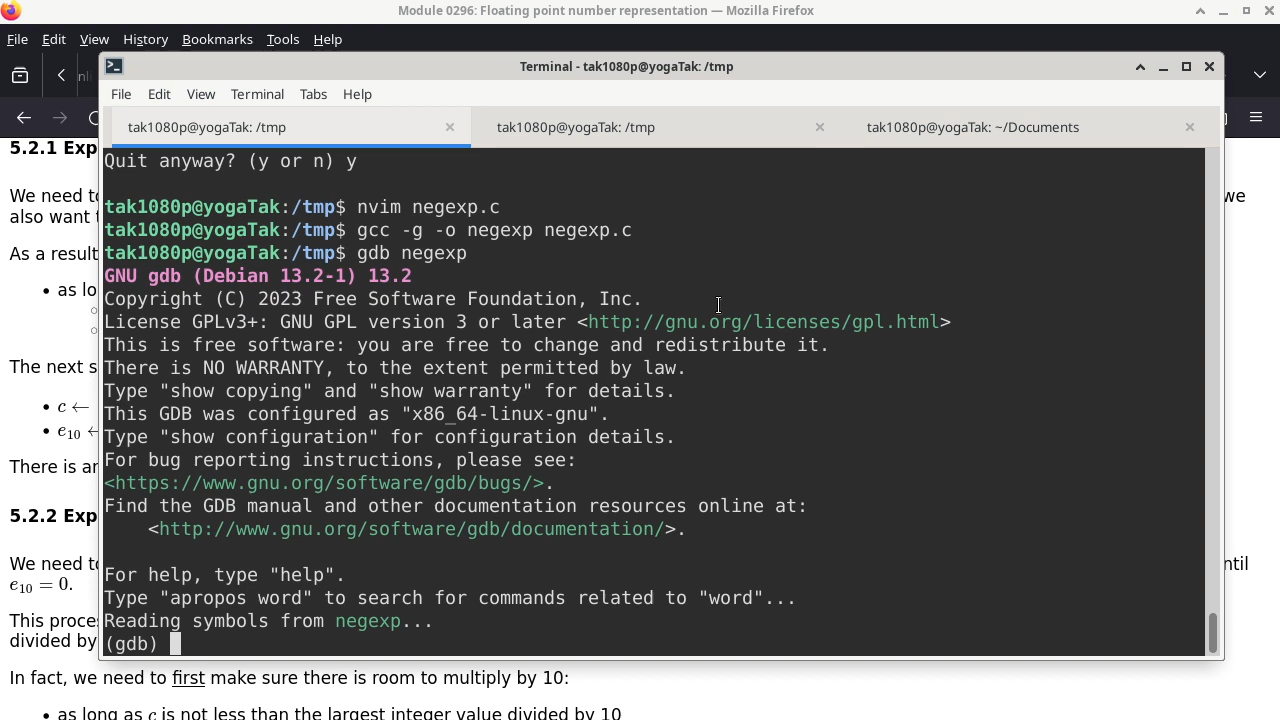 Module 0296: Floating point number representation — Mozilla Firefox
File Edit View History Bookmarks Tools Help
Terminal - tak1080p@yogaTak: /tmp
File Edit View Terminal Tabs Help
tak1080p@yogaTak: /tmp
tak1080p@yogaTak: /tmp
tak1080p@yogaTak: ~/Documents
5.2.1 Exp
We need to
we
also want
As a result
• as lo
The next s
• c ←
• e10 ←
There is an
5.2.2 Exp
We need to
ntil
e10 = 0.
This proce
divided by
Quit anyway? (y or n) y
tak1080p@yogaTak:/tmp$ nvim negexp.c
tak1080p@yogaTak:/tmp$ gcc -g -o negexp negexp.c
tak1080p@yogaTak:/tmp$ gdb negexp
GNU gdb (Debian 13.2-1) 13.2
Copyright (C) 2023 Free Software Foundation, Inc.
License GPLv3+: GNU GPL version 3 or later <http://gnu.org/licenses/gpl.html>
This is free software: you are free to change and redistribute it.
There is NO WARRANTY, to the extent permitted by law.
Type "show copying" and "show warranty" for details.
This GDB was configured as "x86_64-linux-gnu".
Type "show configuration" for configuration details.
For bug reporting instructions, please see:
<https://www.gnu.org/software/gdb/bugs/>.
Find the GDB manual and other documentation resources online at:
<http://www.gnu.org/software/gdb/documentation/>.
For help, type "help".
Type "apropos word" to search for commands related to "word"...
Reading symbols from negexp...
(gdb)
In fact, we need to first make sure there is room to multiply by 10:
• as long as c is not less than the largest integer value divided by 10